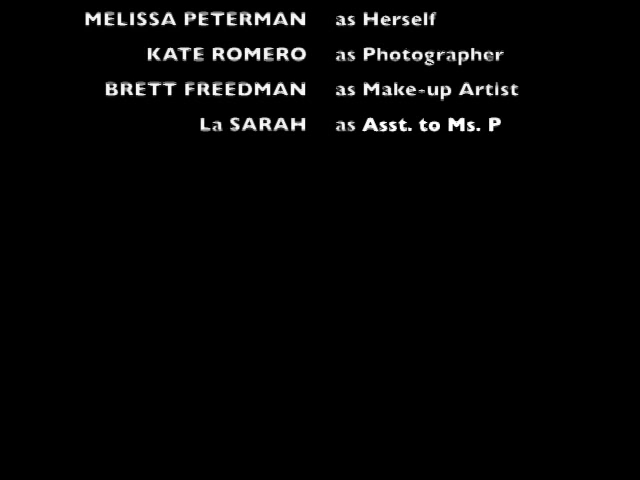 MELISSA PETERMAN as Herself
KATE ROMERO as Photographer
BRETT FREEDMAN as Make-up Artist
La SARAH as Asst. to Ms. P